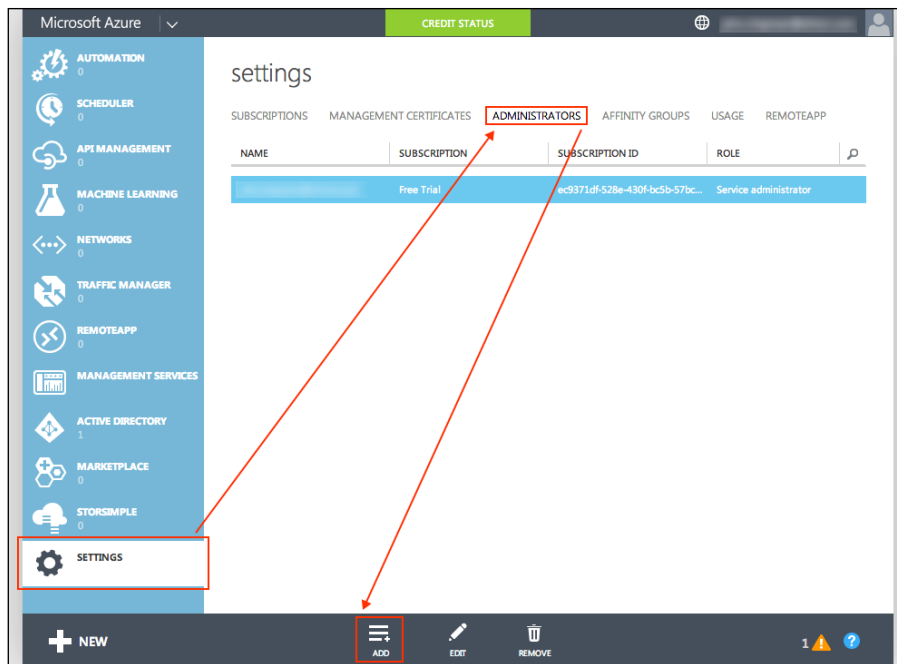 Microsoft Azure
CREDIT STATUS
AUTOMATION
0
SCHEDULER
0
API MANAGEMENT
0
MACHINE LEARNING
0
NETWORKS
0
TRAFFIC MANAGER
0
REMOTEAPP
0
MANAGEMENT SERVICES
ACTIVE DIRECTORY
1
MARKETPLACE
0
STORSIMPLE
0
SETTINGS
settings
SUBSCRIPTIONS MANAGEMENT CERTIFICATES ADMINISTRATORS AFFINITY GROUPS USAGE REMOTEAPP
NAME SUBSCRIPTION SUBSCRIPTION ID ROLE
Free Trial ec9371df-528e-430f-bc5b-57bc... Service administrator
NEW
ADD
EDIT
REMOVE
1
?